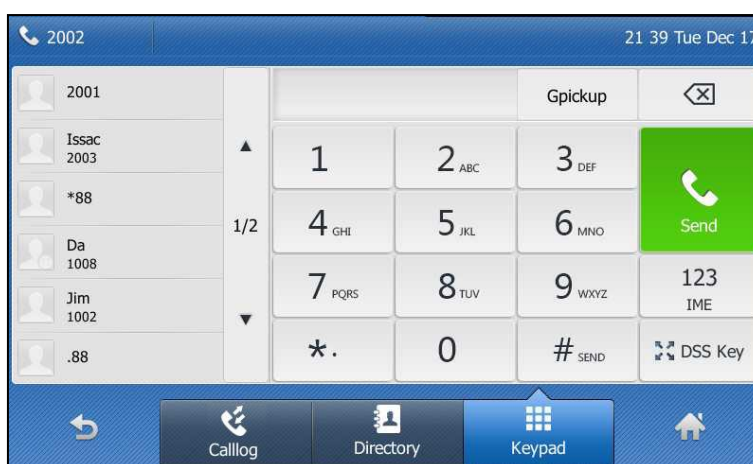 2002
21 39 Tue Dec 17
2001
Issac
2003
*88
Da
1008
Jim
1002
.88
1/2
Gpickup
1
2 ABC
3 DEF
Send
4 GHI
5 JKL
6 MNO
7 PQRS
8 TUV
9 WXYZ
123
IME
*.
0
# SEND
DSS Key
Calllog
Directory
Keypad